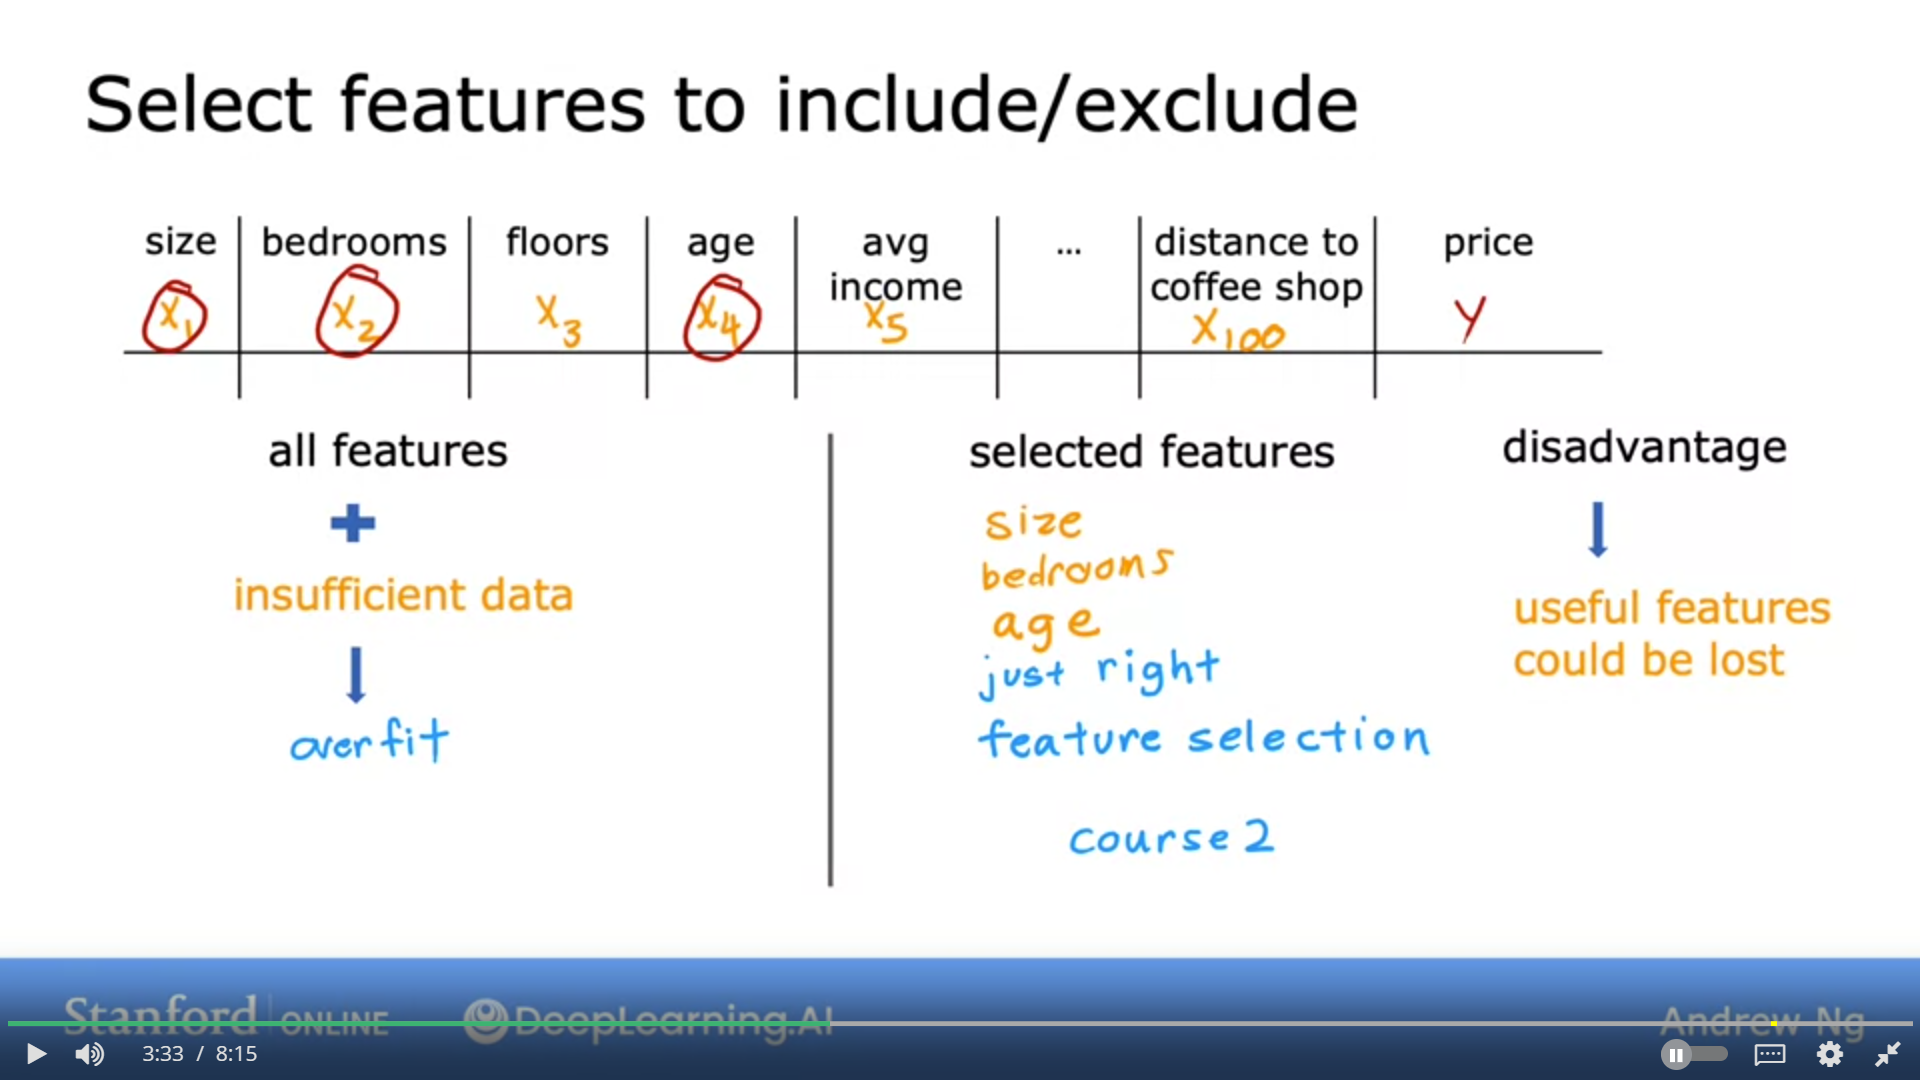 Select features to include/exclude
size bedrooms floors age avg income ... distance to coffee shop price
x₁ x₂ x₃ x₄ x₅ x₁₀₀ y
all features
insufficient data
overfit
selected features
size
bedrooms
age
just right
feature selection
course 2
disadvantage
useful features
could be lost
Stanford ONLINE DeepLearning.AI Andrew Ng
3:33 / 8:15